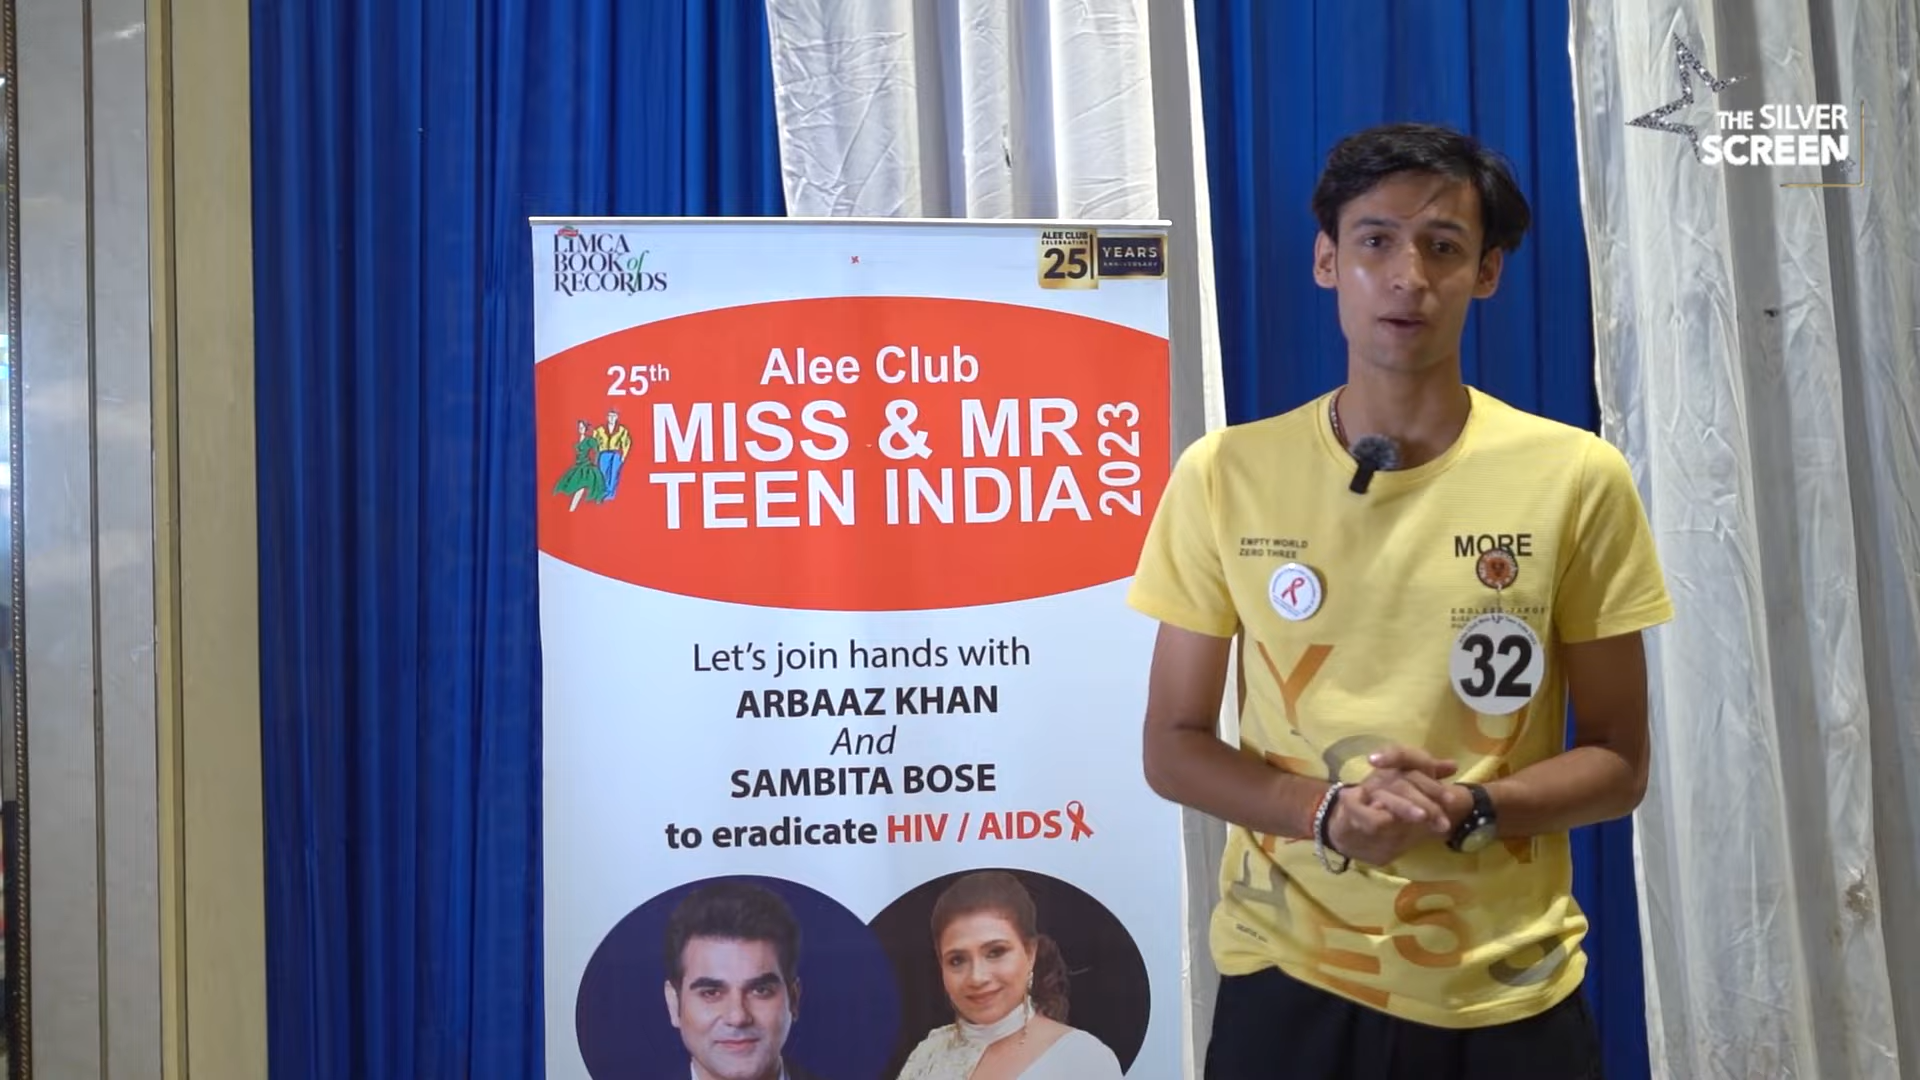 THE SILVER
SCREEN
LIMCA
BOOK of
RECORDS
ALEE CLUB
CELEBRATING
25 YEARS
ANNIVERSARY
25th Alee Club
MISS & MR
TEEN INDIA
2023
Let's join hands with
ARBAAZ KHAN
And
SAMBITA BOSE
to eradicate HIV / AIDS
EMPTY WORLD
ZERO THREE
MORE
32